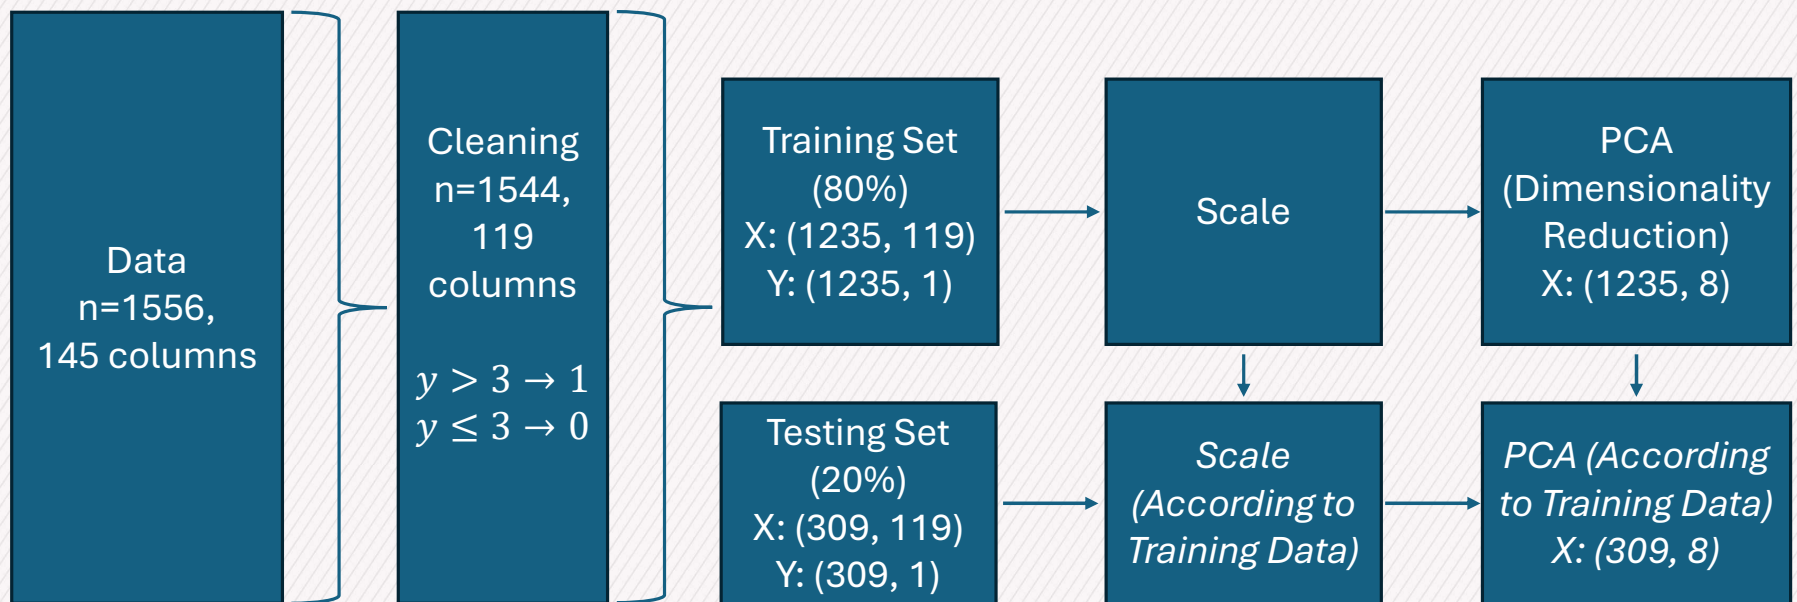 Data
n=1556,
145 columns
Cleaning
n=1544,
119
columns
y > 3 → 1
y ≤ 3 → 0
Training Set
(80%)
X: (1235, 119)
Y: (1235, 1)
Scale
PCA
(Dimensionality
Reduction)
X: (1235, 8)
Testing Set
(20%)
X: (309, 119)
Y: (309, 1)
Scale
(According to
Training Data)
PCA (According
to Training Data)
X: (309, 8)